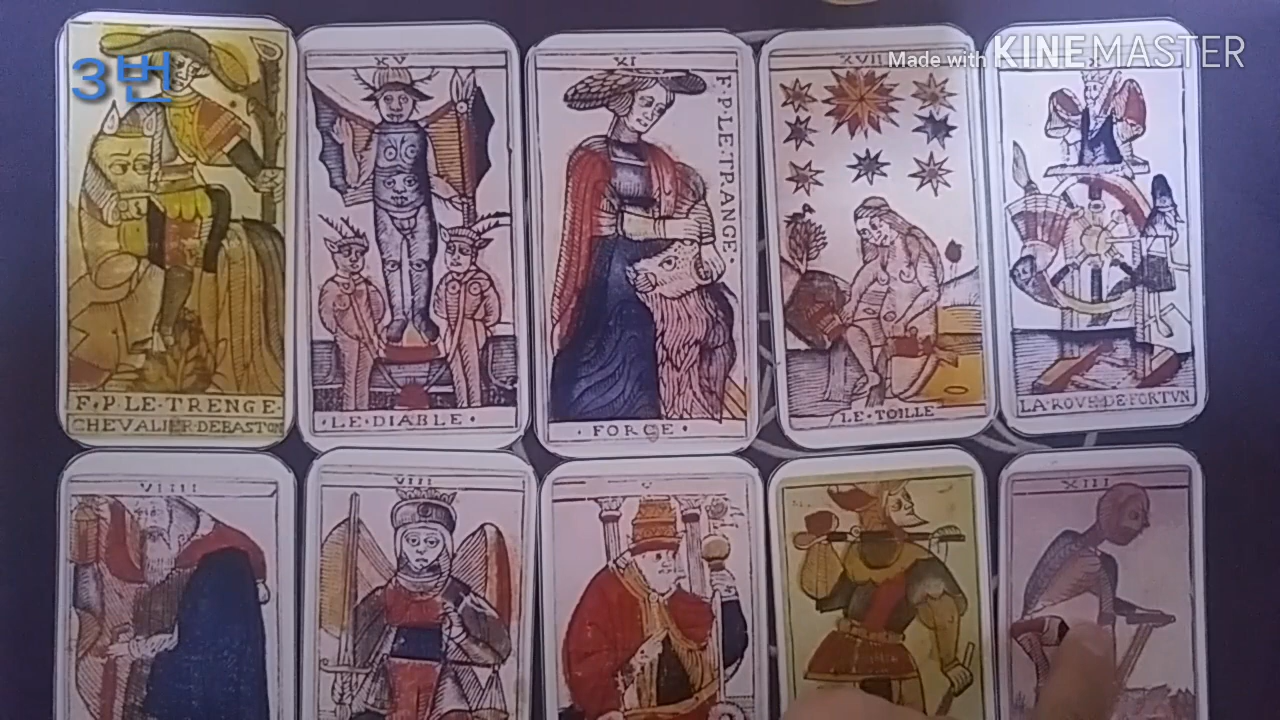 3번
Made with KINEMASTER
F·P·LE·TRENGE·
CHEVALIER·DEBASTON
XV
·LE·DIABLE·
XI
F·P·LE·TRANGE·
·FORCE·
XVII
LE·TOILLE
X
LA·ROVE·DE·FORTVN
VIIII
VIII
V
XIII